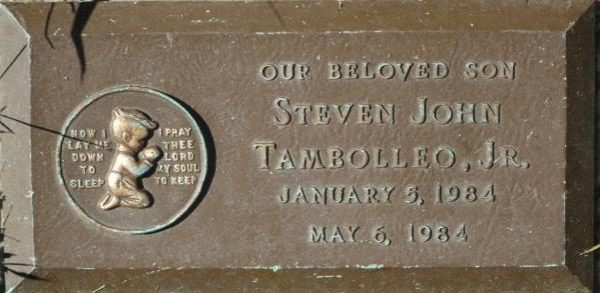 OUR BELOVED SON
STEVEN JOHN
TAMBOLLEO, JR.
JANUARY 5, 1984
MAY 6, 1984
NOW I
LAY ME
DOWN
TO
SLEEP
I PRAY
THEE
LORD
MY SOUL
TO KEEP